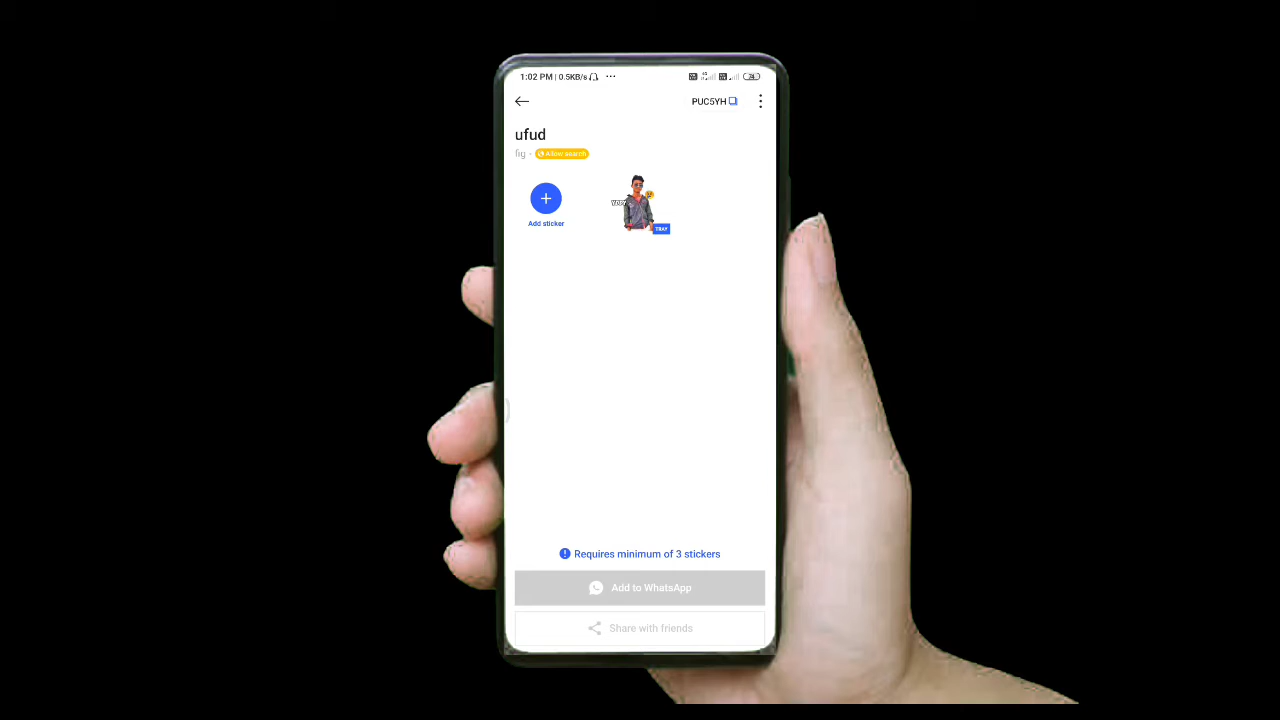 1:02 PM | 0.5KB/s
PUC5YH
ufud
fig · Allow search
Add sticker
TRAY
Requires minimum of 3 stickers
Add to WhatsApp
Share with friends